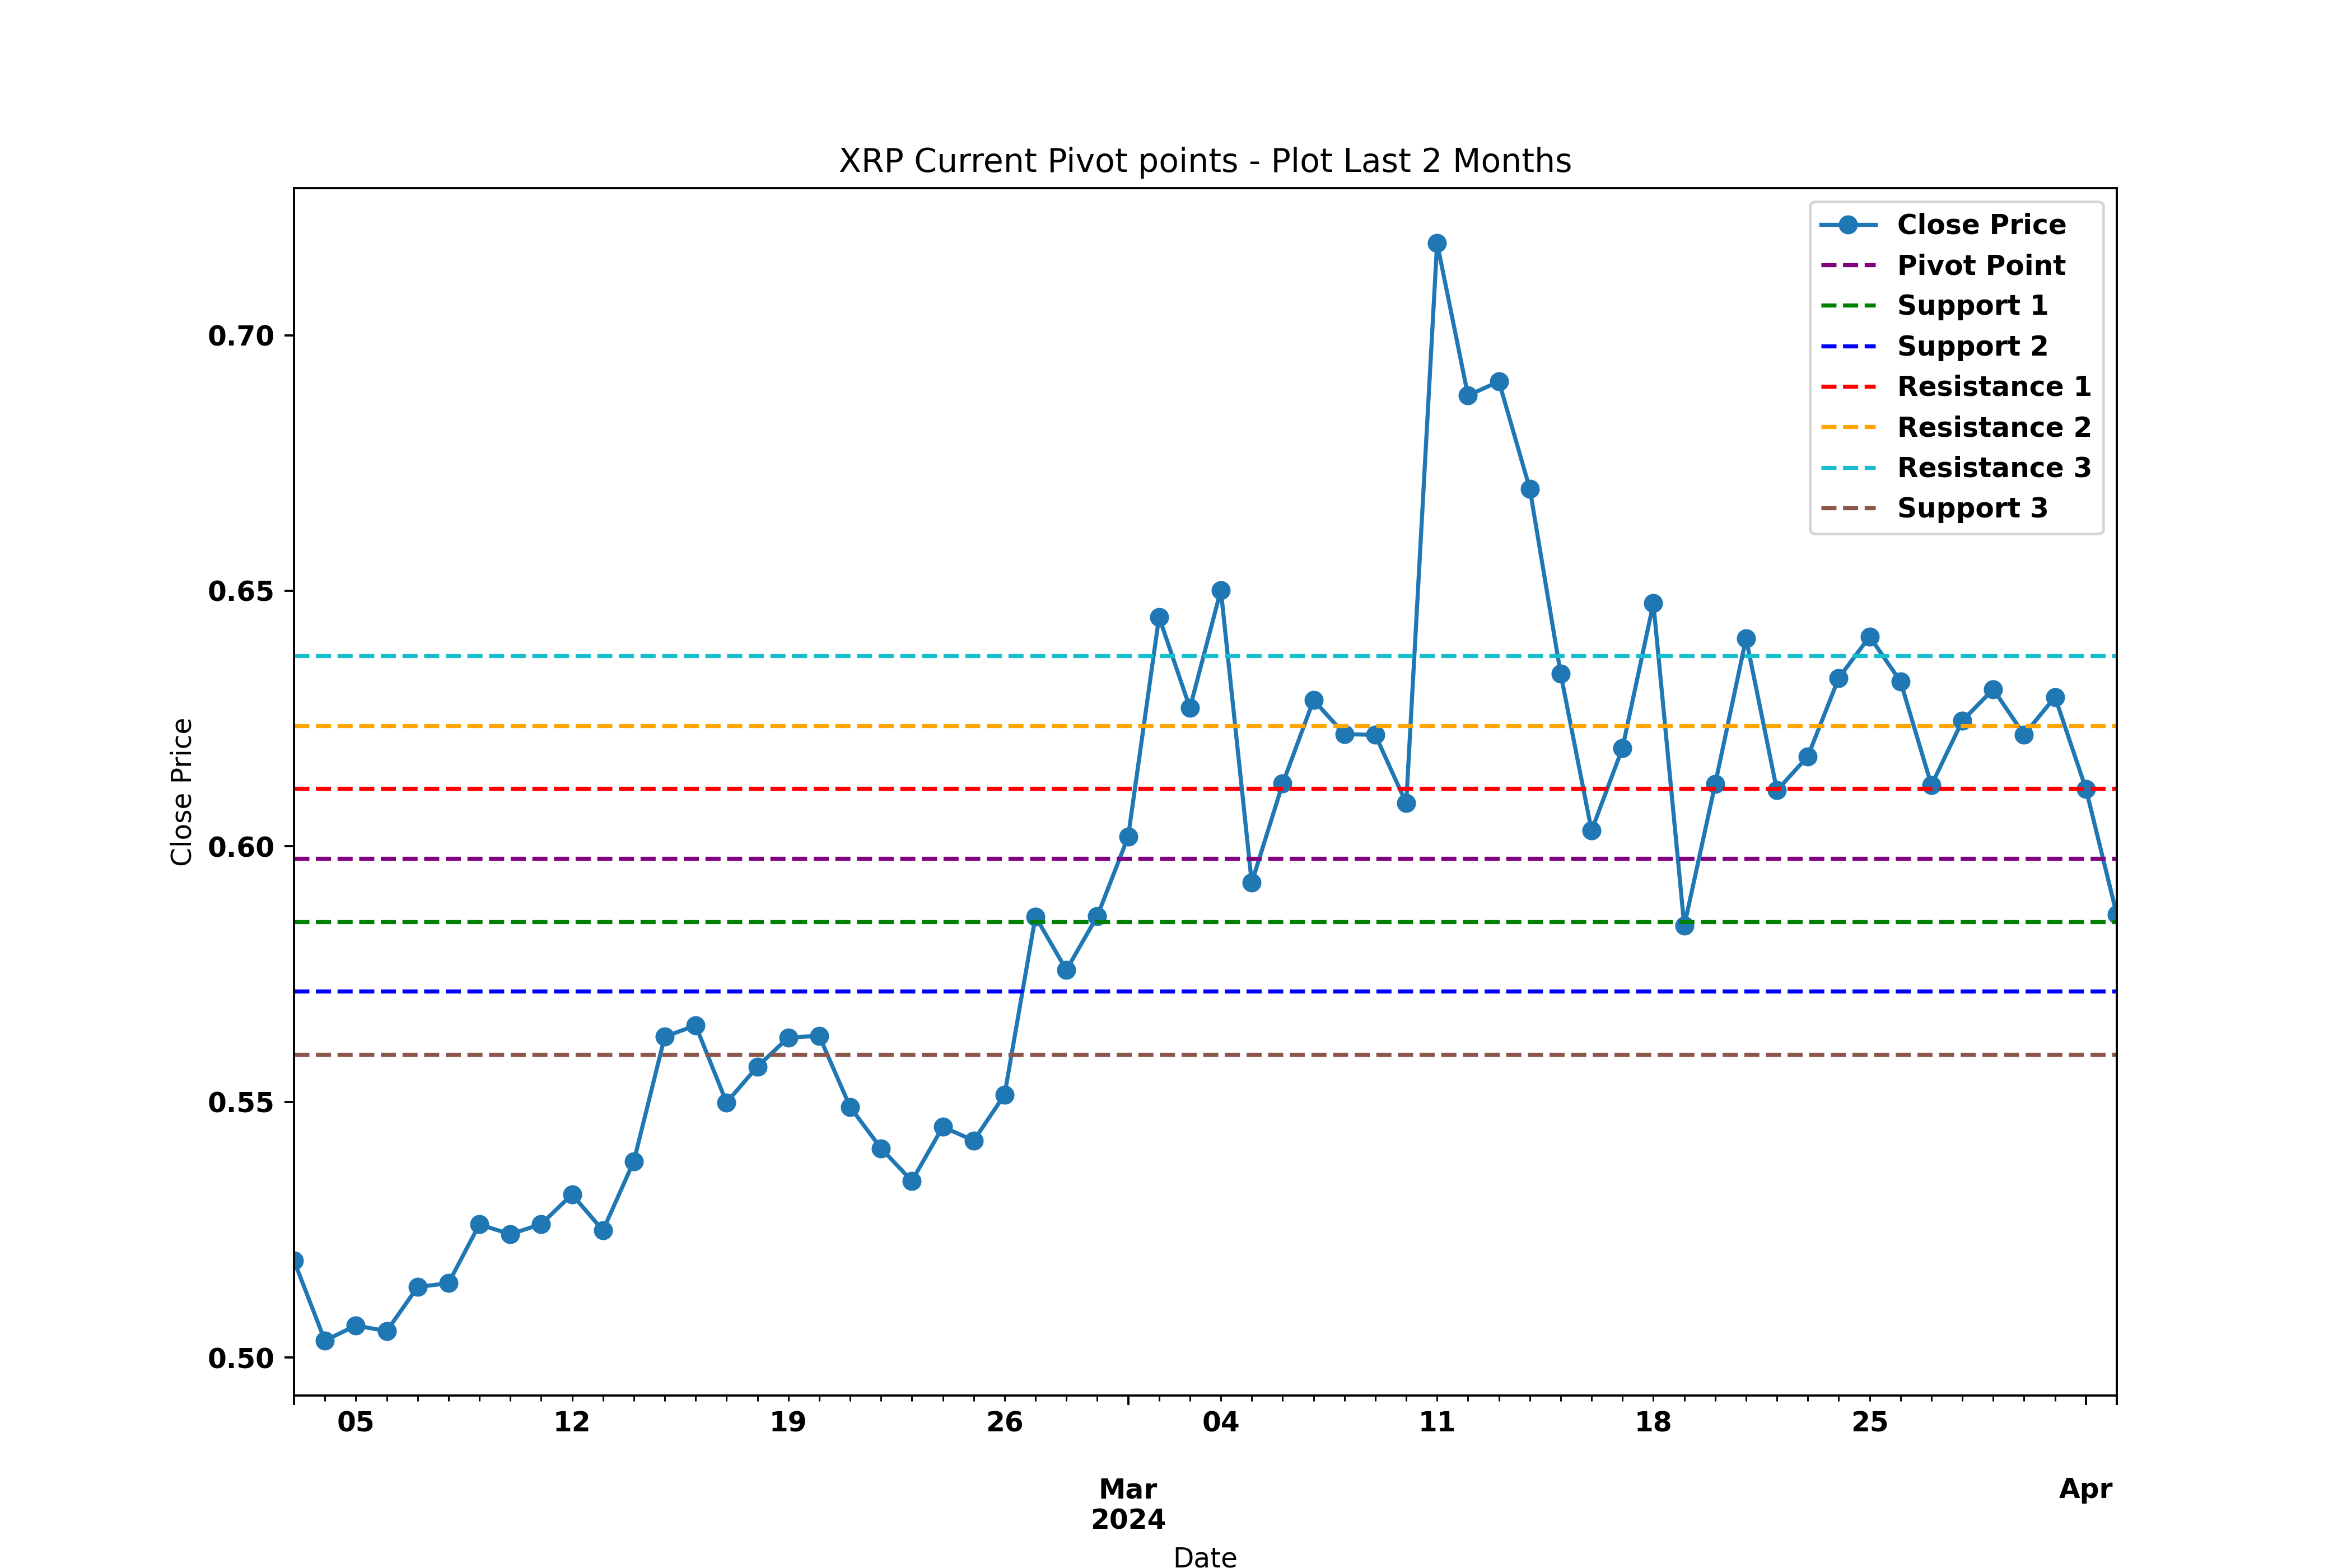 XRP Current Pivot points - Plot Last 2 Months
Close Price
Pivot Point
Support 1
Support 2
Resistance 1
Resistance 2
Resistance 3
Support 3
0.70
0.65
0.60
0.55
0.50
Close Price
05 12 19 26 04 11 18 25
Mar Apr
2024
Date